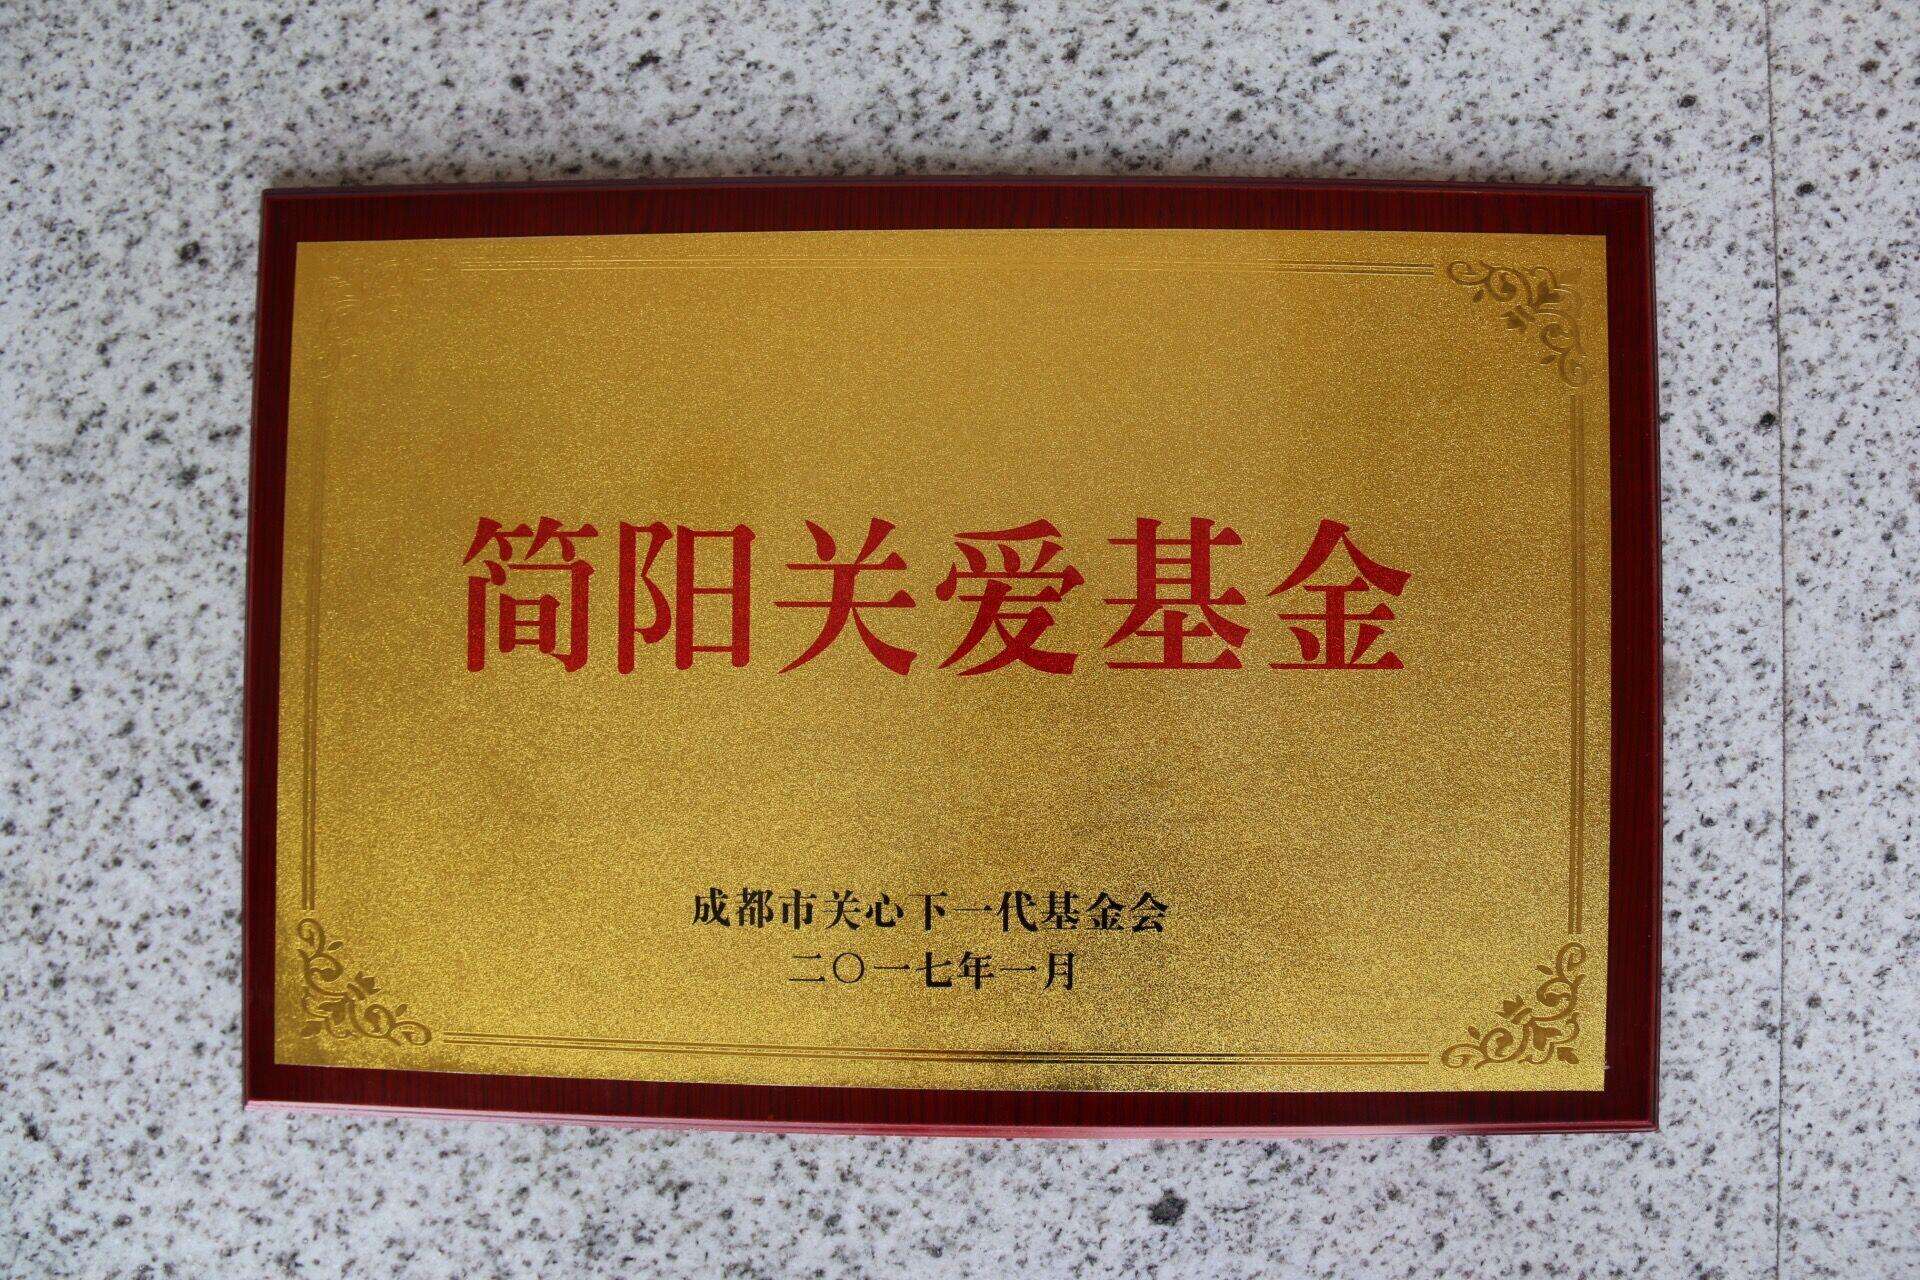 简阳关爱基金
成都市关心下一代基金会
二〇一七年一月